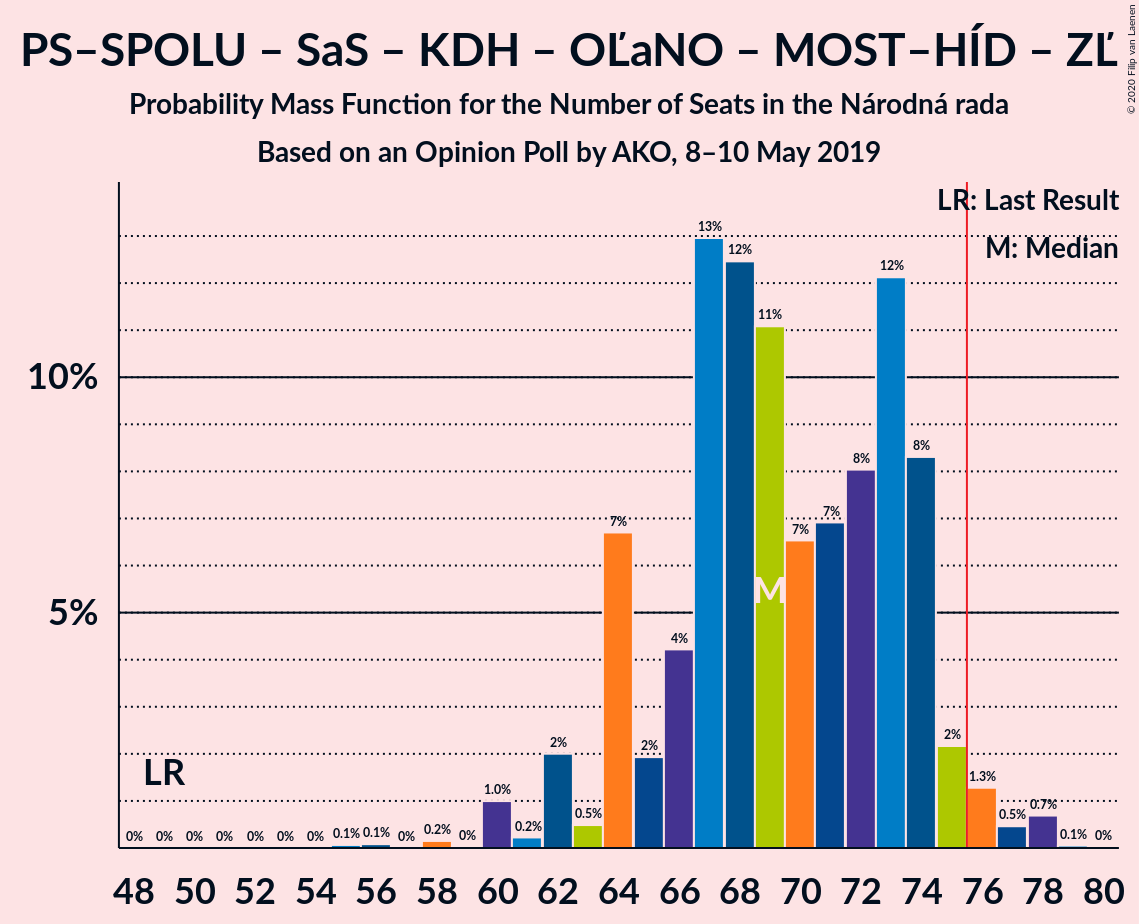 PS–SPOLU – SaS – KDH – OĽaNO – MOST–HÍD – ZĽ
Probability Mass Function for the Number of Seats in the Národná rada
Based on an Opinion Poll by AKO, 8–10 May 2019
© 2020 Filip van Laenen
LR: Last Result
M: Median
10%
5%
LR
M
0% 0% 0% 0% 0% 0% 0% 0.1% 0.1% 0% 0.2% 0% 1.0% 0.2% 2% 0.5% 7% 2% 4% 13% 12% 11% 7% 7% 8% 12% 8% 2% 1.3% 0.5% 0.7% 0.1% 0%
48 50 52 54 56 58 60 62 64 66 68 70 72 74 76 78 80